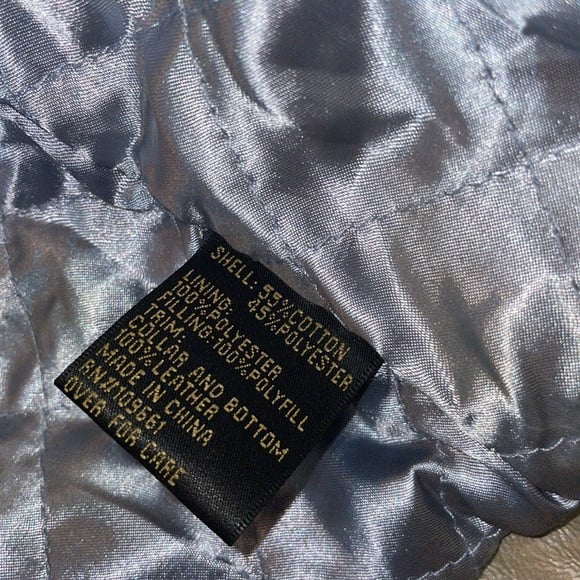 SHELL: 55%COTTON
45%POLYESTER
LINING:
100%POLYESTER
FILLING:100%POLYFILL
TRIM:
COLLAR AND BOTTOM
100%LEATHER
MADE IN CHINA
RN#109661
OVER FOR CARE